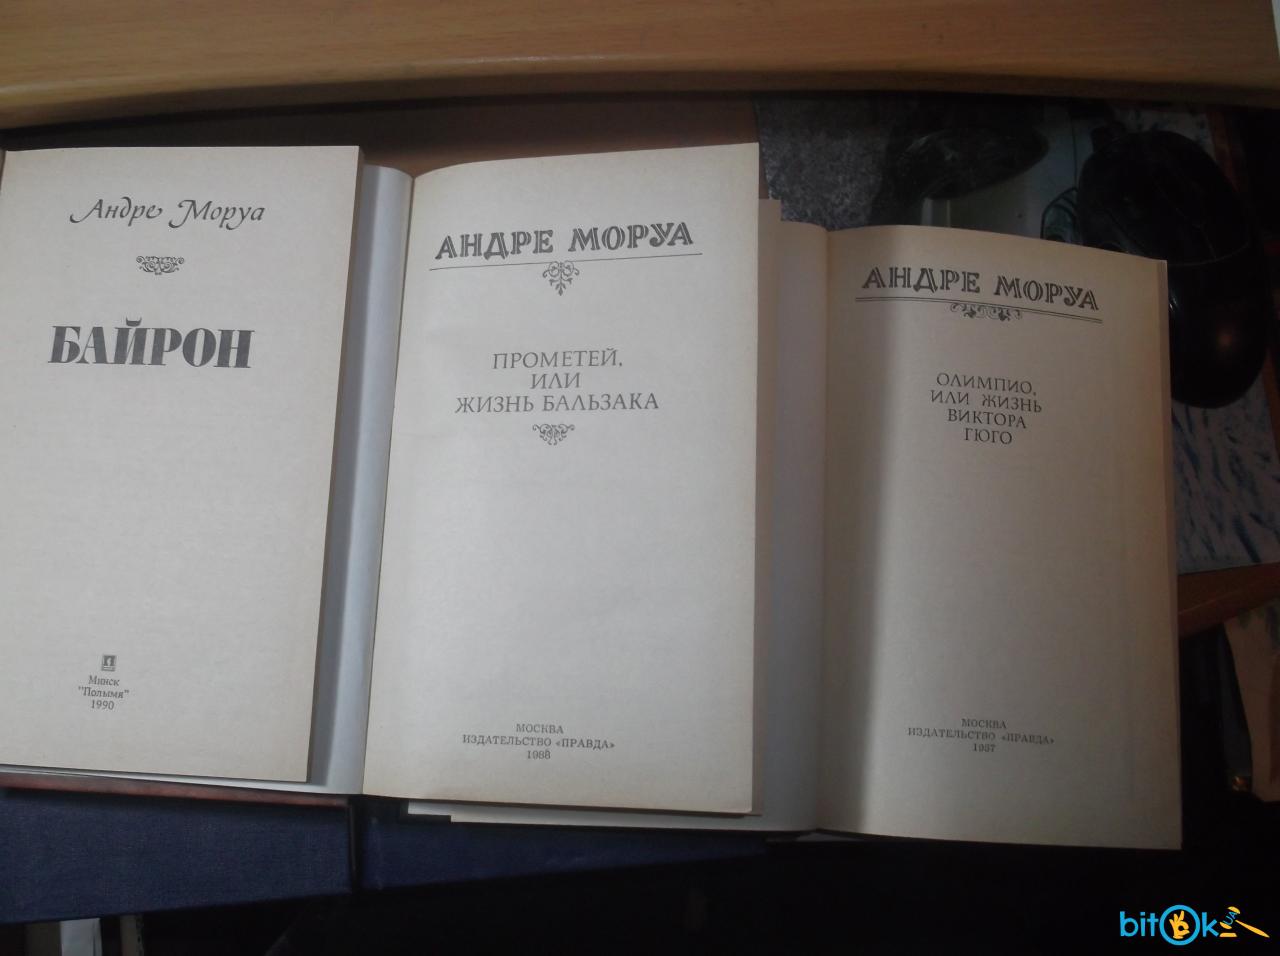 Андре Моруа
БАЙРОН
Минск
"Полымя"
1990
АНДРЕ МОРУА
ПРОМЕТЕЙ,
ИЛИ
ЖИЗНЬ БАЛЬЗАКА
МОСКВА
ИЗДАТЕЛЬСТВО «ПРАВДА»
1988
АНДРЕ МОРУА
ОЛИМПИО,
ИЛИ ЖИЗНЬ
ВИКТОРА
ГЮГО
МОСКВА
ИЗДАТЕЛЬСТВО «ПРАВДА»
1987
bitOk UA